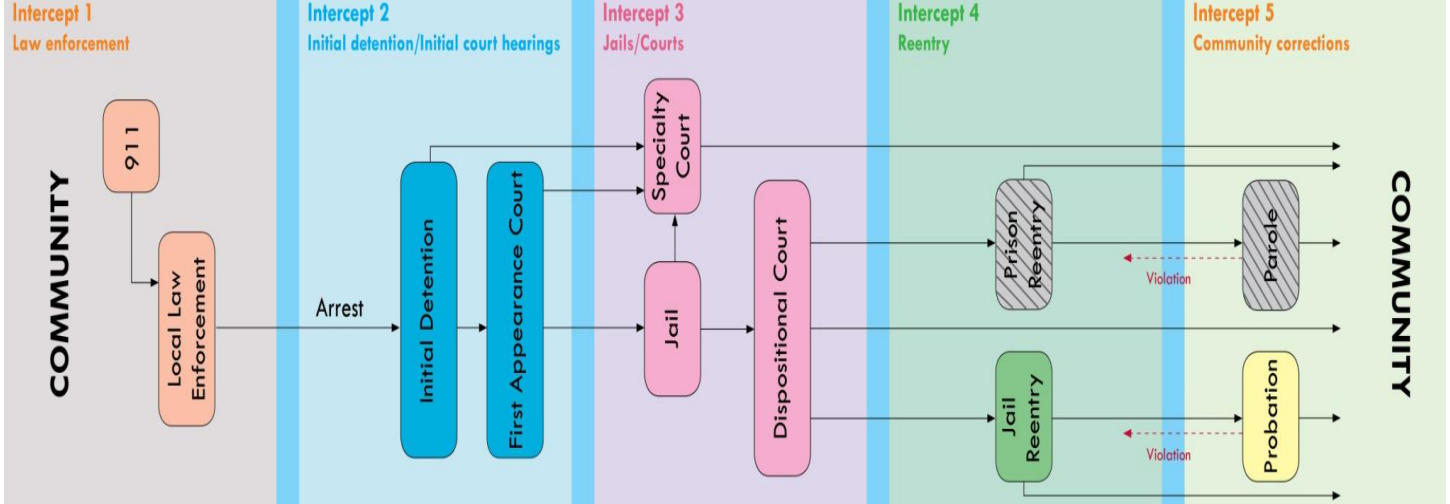 Intercept 1
Law enforcement
Intercept 2
Initial detention/Initial court hearings
Intercept 3
Jails/Courts
Intercept 4
Reentry
Intercept 5
Community corrections
COMMUNITY
911
Local Law
Enforcement
Arrest
Initial Detention
First Appearance Court
Specialty
Court
Jail
Dispositional Court
Prison
Reentry
Jail
Reentry
Violation
Violation
Parole
Probation
COMMUNITY